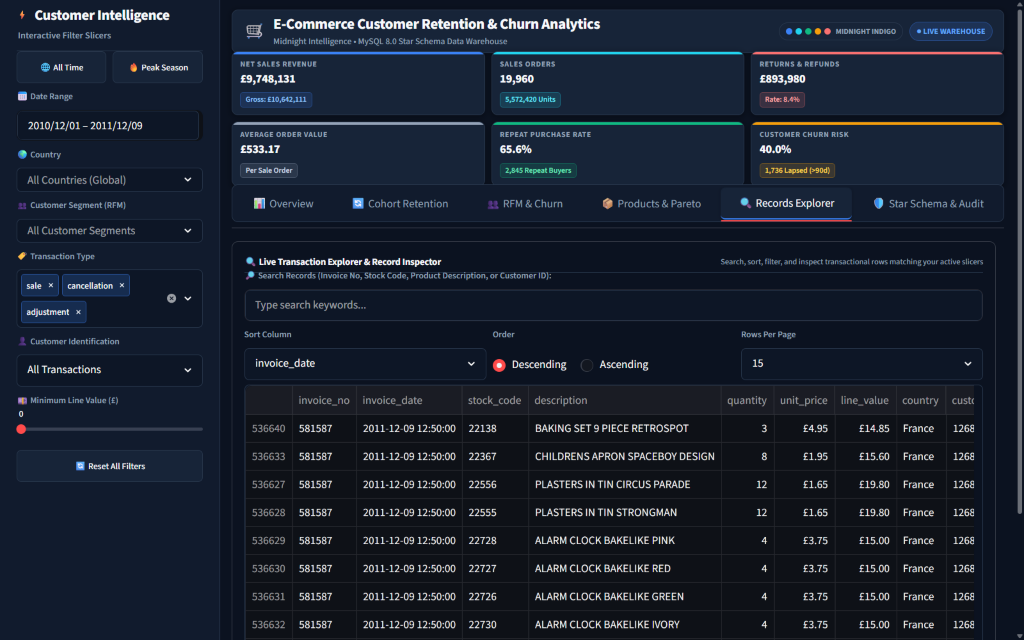 Customer Intelligence
Interactive Filter Slicers
All Time
Peak Season
Date Range
2010/12/01 – 2011/12/09
Country
All Countries (Global)
Customer Segment (RFM)
All Customer Segments
Transaction Type
sale ×
cancellation ×
adjustment ×
Customer Identification
All Transactions
Minimum Line Value (£)
0
Reset All Filters
E-Commerce Customer Retention & Churn Analytics
Midnight Intelligence • MySQL 8.0 Star Schema Data Warehouse
MIDNIGHT INDIGO
LIVE WAREHOUSE
NET SALES REVENUE
£9,748,131
Gross: £10,642,111
SALES ORDERS
19,960
5,572,420 Units
RETURNS & REFUNDS
£893,980
Rate: 8.4%
AVERAGE ORDER VALUE
£533.17
Per Sale Order
REPEAT PURCHASE RATE
65.6%
2,845 Repeat Buyers
CUSTOMER CHURN RISK
40.0%
1,736 Lapsed (>90d)
Overview
Cohort Retention
RFM & Churn
Products & Pareto
Records Explorer
Star Schema & Audit
Live Transaction Explorer & Record Inspector
Search, sort, filter, and inspect transactional rows matching your active slicers
Search Records (Invoice No, Stock Code, Product Description, or Customer ID):
Type search keywords...
Sort Column
Order
Rows Per Page
invoice_date
Descending
Ascending
15
invoice_no invoice_date stock_code description quantity unit_price line_value country custo
536640 581587 2011-12-09 12:50:00 22138 BAKING SET 9 PIECE RETROSPOT 3 £4.95 £14.85 France 1268
536633 581587 2011-12-09 12:50:00 22367 CHILDRENS APRON SPACEBOY DESIGN 8 £1.95 £15.60 France 1268
536627 581587 2011-12-09 12:50:00 22556 PLASTERS IN TIN CIRCUS PARADE 12 £1.65 £19.80 France 1268
536628 581587 2011-12-09 12:50:00 22555 PLASTERS IN TIN STRONGMAN 12 £1.65 £19.80 France 1268
536629 581587 2011-12-09 12:50:00 22728 ALARM CLOCK BAKELIKE PINK 4 £3.75 £15.00 France 1268
536630 581587 2011-12-09 12:50:00 22727 ALARM CLOCK BAKELIKE RED 4 £3.75 £15.00 France 1268
536631 581587 2011-12-09 12:50:00 22726 ALARM CLOCK BAKELIKE GREEN 4 £3.75 £15.00 France 1268
536632 581587 2011-12-09 12:50:00 22730 ALARM CLOCK BAKELIKE IVORY 4 £3.75 £15.00 France 1268